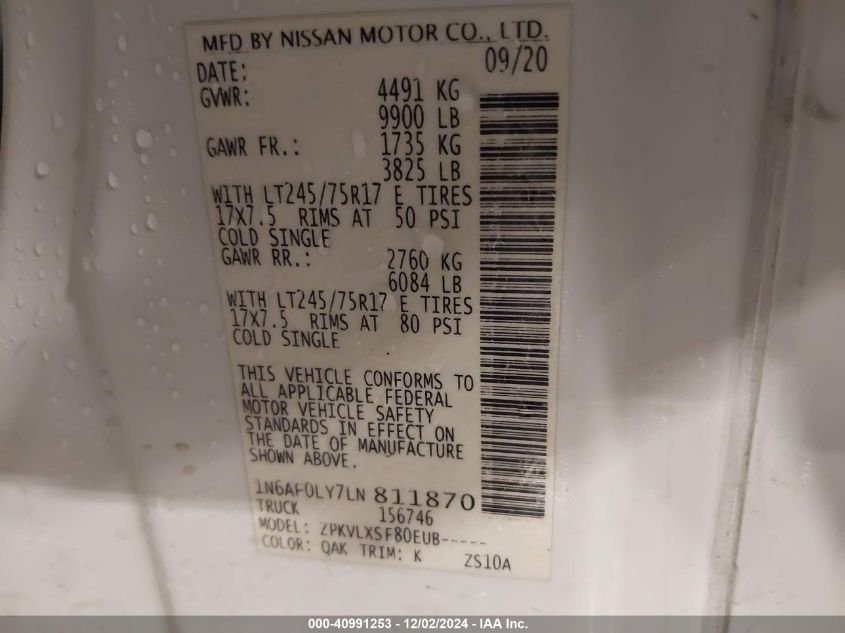 MFD BY NISSAN MOTOR CO., LTD.
DATE: 09/20
GVWR: 4491 KG
9900 LB
GAWR FR.: 1735 KG
3825 LB
WITH LT245/75R17 E TIRES
17X7.5 RIMS AT 50 PSI
COLD SINGLE
GAWR RR.: 2760 KG
6084 LB
WITH LT245/75R17 E TIRES
17X7.5 RIMS AT 80 PSI
COLD SINGLE
THIS VEHICLE CONFORMS TO
ALL APPLICABLE FEDERAL
MOTOR VEHICLE SAFETY
STANDARDS IN EFFECT ON
THE DATE OF MANUFACTURE
SHOWN ABOVE.
1N6AF0LY7LN 811870
TRUCK 156746
MODEL: ZPKVLXSF80EUB-----
COLOR: QAK TRIM: K ZS10A
000-40991253 - 12/02/2024 - IAA Inc.